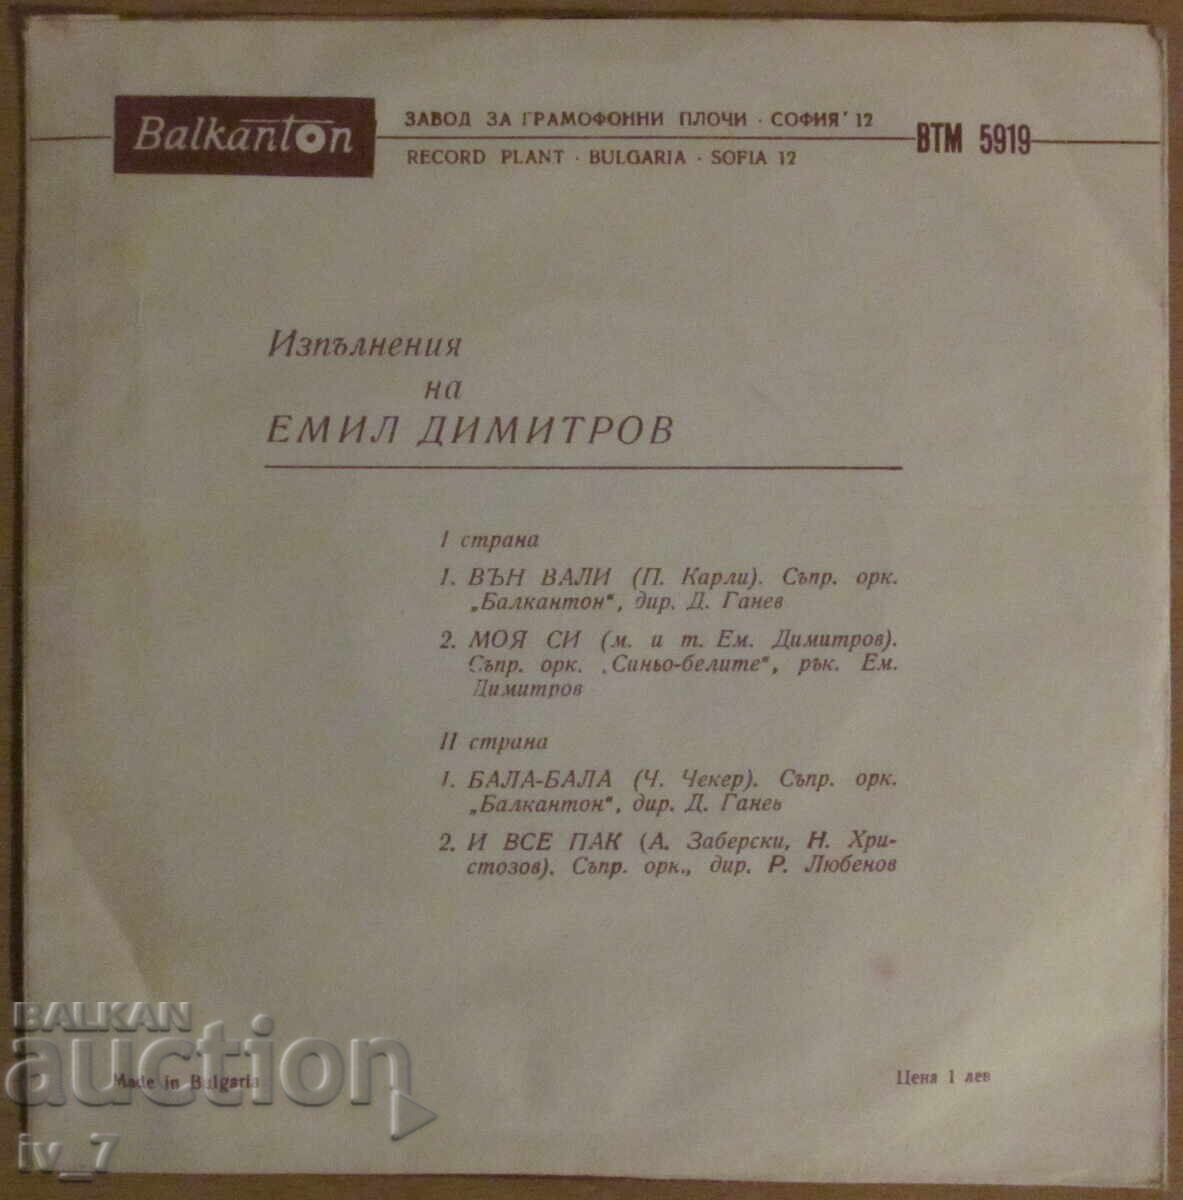 Balkanton
ЗАВОД ЗА ГРАМОФОННИ ПЛОЧИ · СОФИЯ' 12
RECORD PLANT · BULGARIA · SOFIA 12
ВТМ 5919
Изпълнения
на
ЕМИЛ ДИМИТРОВ
I страна
1. ВЪН ВАЛИ (П. Карли). Съпр. орк.
„Балкантон“, дир. Д. Ганев
2. МОЯ СИ (м. и т. Ем. Димитров).
Съпр. орк. „Синьо-белите“, рък. Ем.
Димитров
II страна
1. БАЛА-БАЛА (Ч. Чекер). Съпр. орк.
„Балкантон“, дир. Д. Ганев
2. И ВСЕ ПАК (А. Заберски, Н. Хри-
стозов). Съпр. орк., дир. Р. Любенов
Made in Bulgaria
Цена 1 лев
BALKAN
auction
iv_7